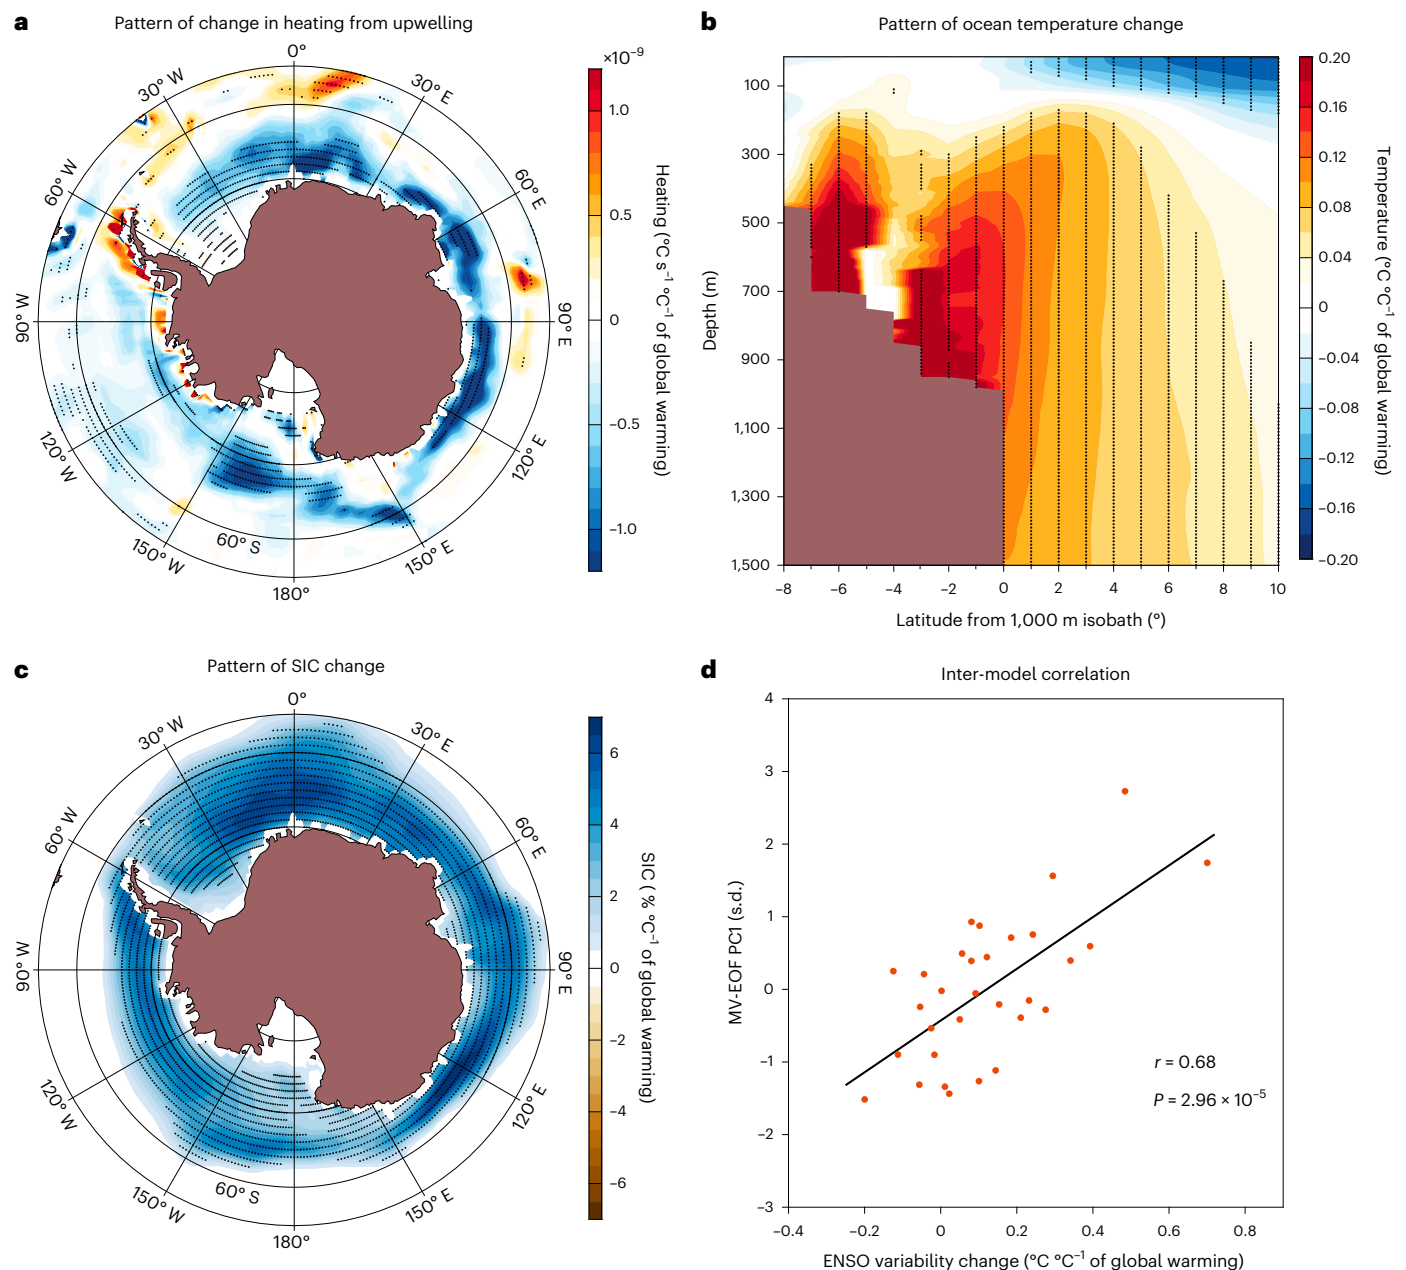 a
Pattern of change in heating from upwelling
0°
30° E
60° E
90° E
120° E
150° E
180°
150° W
120° W
90° W
60° W
30° W
60° S
×10⁻⁹
1.0
0.5
0
−0.5
−1.0
Heating (°C s⁻¹ °C⁻¹ of global warming)
b
Pattern of ocean temperature change
100
300
500
700
900
1,100
1,300
1,500
Depth (m)
−8 −6 −4 −2 0 2 4 6 8 10
Latitude from 1,000 m isobath (°)
0.20
0.16
0.12
0.08
0.04
0
−0.04
−0.08
−0.12
−0.16
−0.20
Temperature (°C °C⁻¹ of global warming)
c
Pattern of SIC change
0°
30° E
60° E
90° E
120° E
150° E
180°
150° W
120° W
90° W
60° W
30° W
60° S
6
4
2
0
−2
−4
−6
SIC ( % °C⁻¹ of global warming)
d
Inter-model correlation
4
3
2
1
0
−1
−2
−3
MV-EOF PC1 (s.d.)
r = 0.68
P = 2.96 × 10⁻⁵
−0.4 −0.2 0 0.2 0.4 0.6 0.8
ENSO variability change (°C °C⁻¹ of global warming)